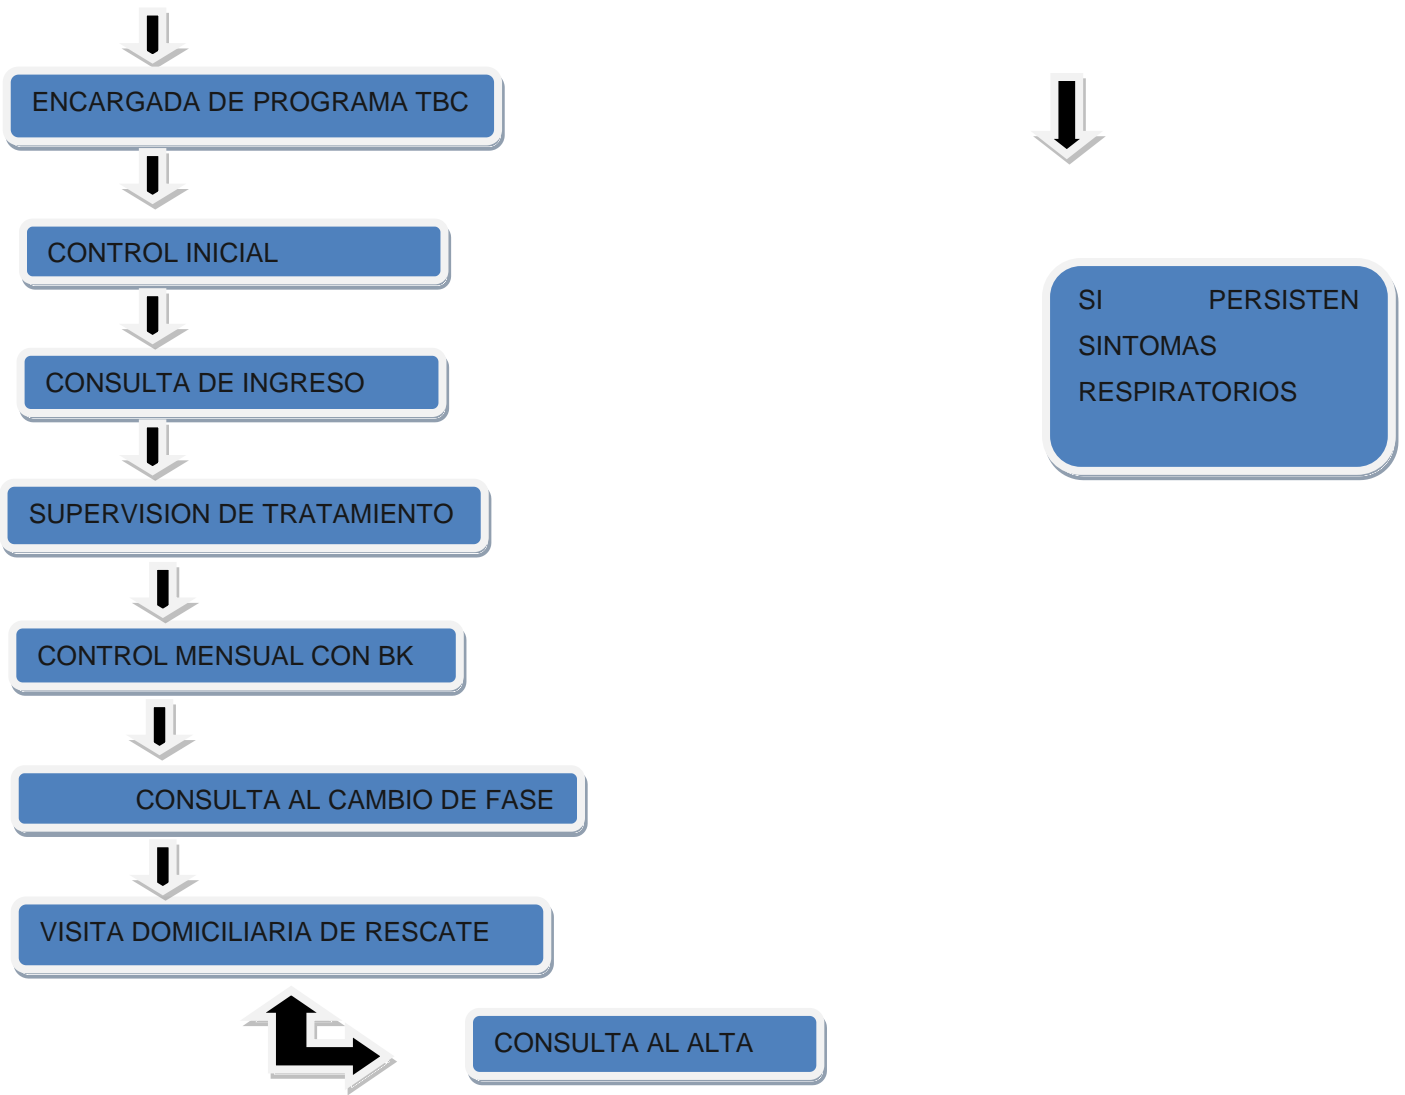 ENCARGADA DE PROGRAMA TBC
CONTROL INICIAL
CONSULTA DE INGRESO
SUPERVISION DE TRATAMIENTO
CONTROL MENSUAL CON BK
CONSULTA AL CAMBIO DE FASE
VISITA DOMICILIARIA DE RESCATE
CONSULTA AL ALTA
SI PERSISTEN
SINTOMAS
RESPIRATORIOS